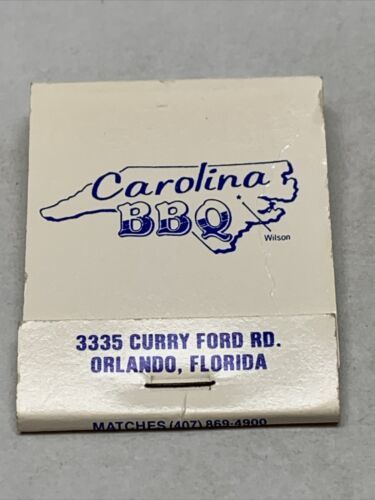 Carolina
BBQ
Wilson
3335 CURRY FORD RD.
ORLANDO, FLORIDA
MATCHES (407) 869-4900